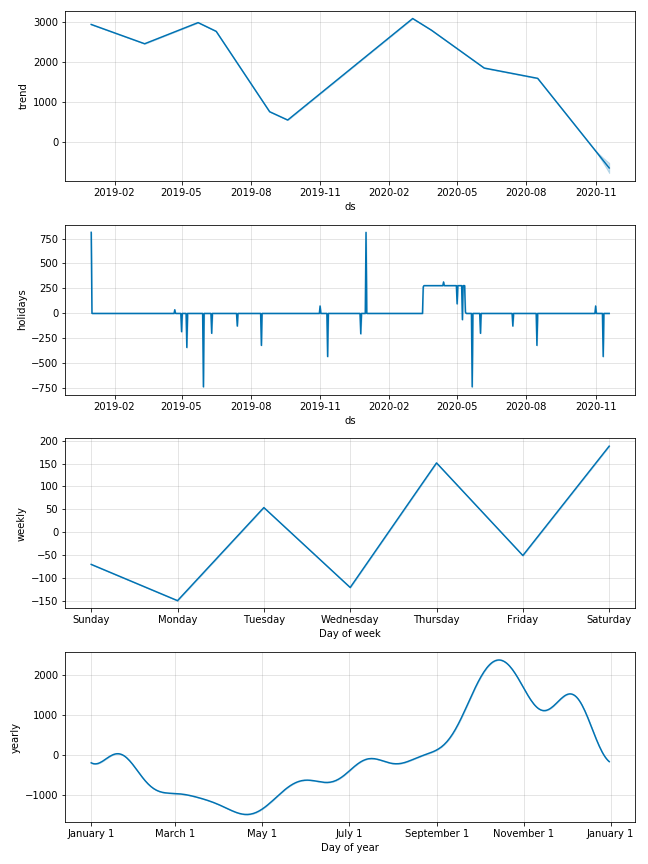 3000
2000
1000
0
trend
2019-02 2019-05 2019-08 2019-11 2020-02 2020-05 2020-08 2020-11
ds
750
500
250
0
−250
−500
−750
holidays
2019-02 2019-05 2019-08 2019-11 2020-02 2020-05 2020-08 2020-11
ds
200
150
100
50
0
−50
−100
−150
weekly
Sunday Monday Tuesday Wednesday Thursday Friday Saturday
Day of week
2000
1000
0
−1000
yearly
January 1 March 1 May 1 July 1 September 1 November 1 January 1
Day of year